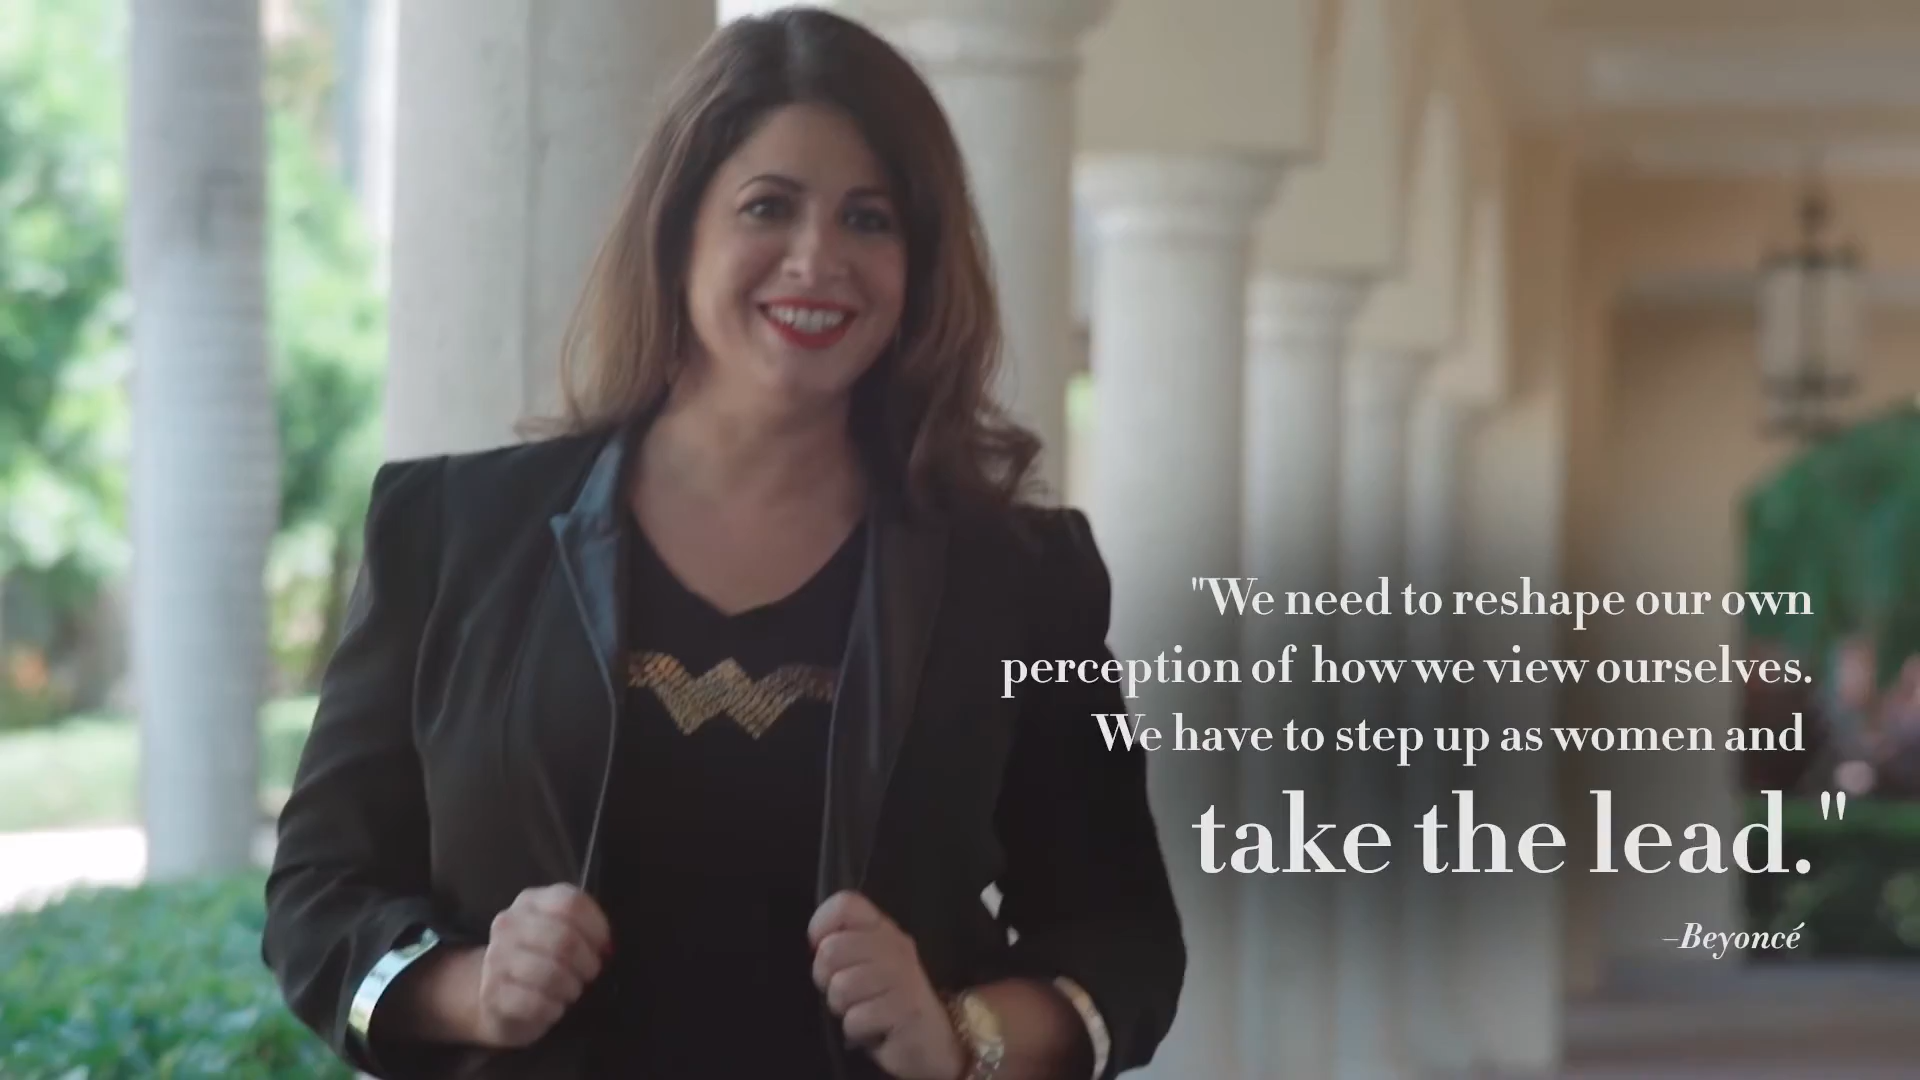 "We need to reshape our own
perception of how we view ourselves.
We have to step up as women and
take the lead."
–Beyoncé